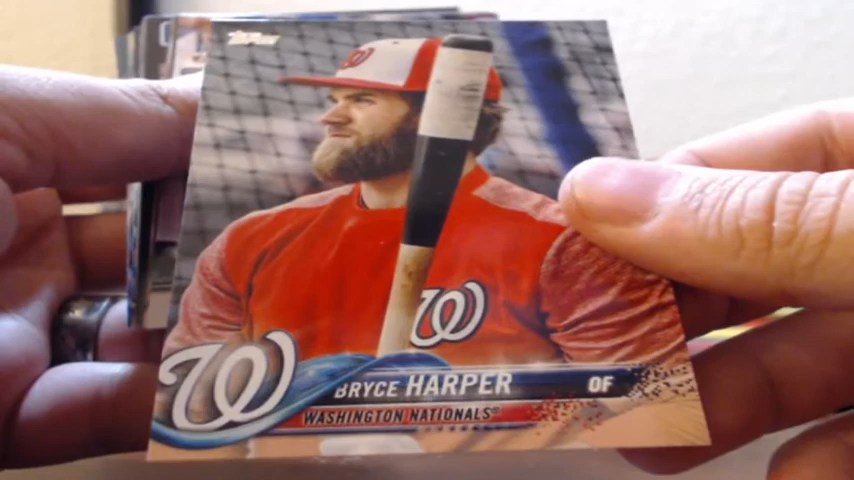 Topps
W
W
W
BRYCE HARPER OF
WASHINGTON NATIONALS®